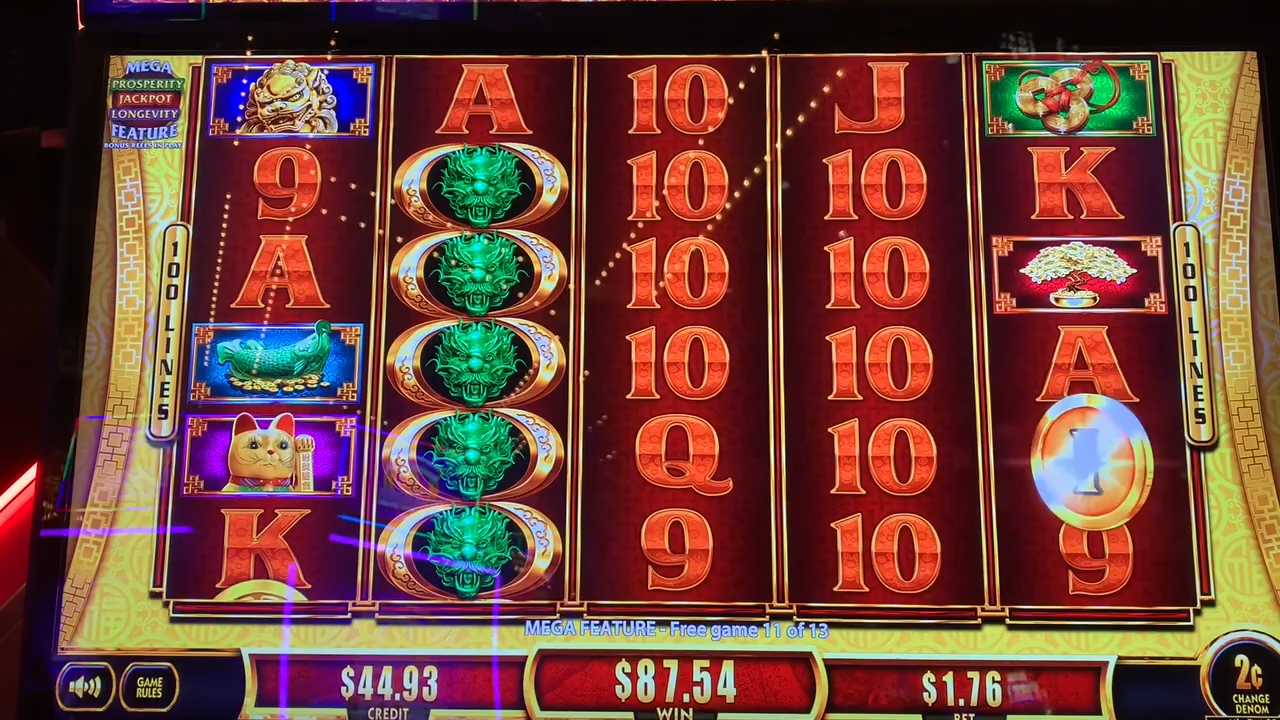 MEGA
PROSPERITY
JACKPOT
LONGEVITY
FEATURE
BONUS REELS IN PLAY
A 10 J
9 10 10 K
A 10 10
10 10 A
Q 10 1
K 9 10 9
100 LINES
100 LINES
MEGA FEATURE - Free game 11 of 13
GAME RULES
$44.93
CREDIT
$87.54
WIN
$1.76
BET
2¢
CHANGE
DENOM